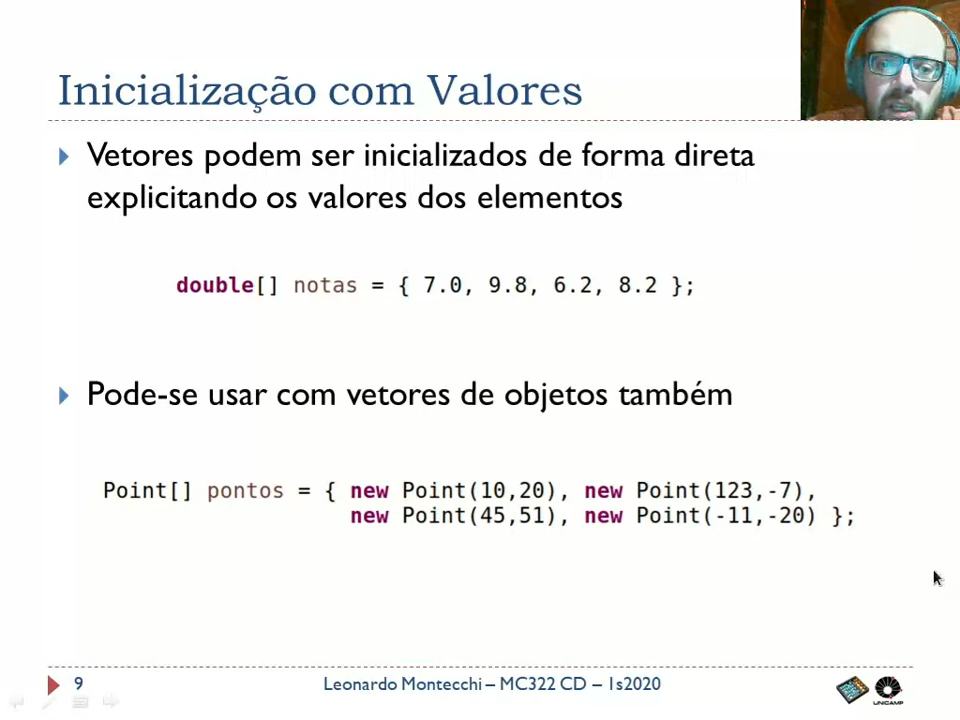 Inicialização com Valores
Vetores podem ser inicializados de forma direta
explicitando os valores dos elementos
double[] notas = { 7.0, 9.8, 6.2, 8.2 };
Pode-se usar com vetores de objetos também
Point[] pontos = { new Point(10,20), new Point(123,-7),
new Point(45,51), new Point(-11,-20) };
9
Leonardo Montecchi – MC322 CD – 1s2020
UNICAMP